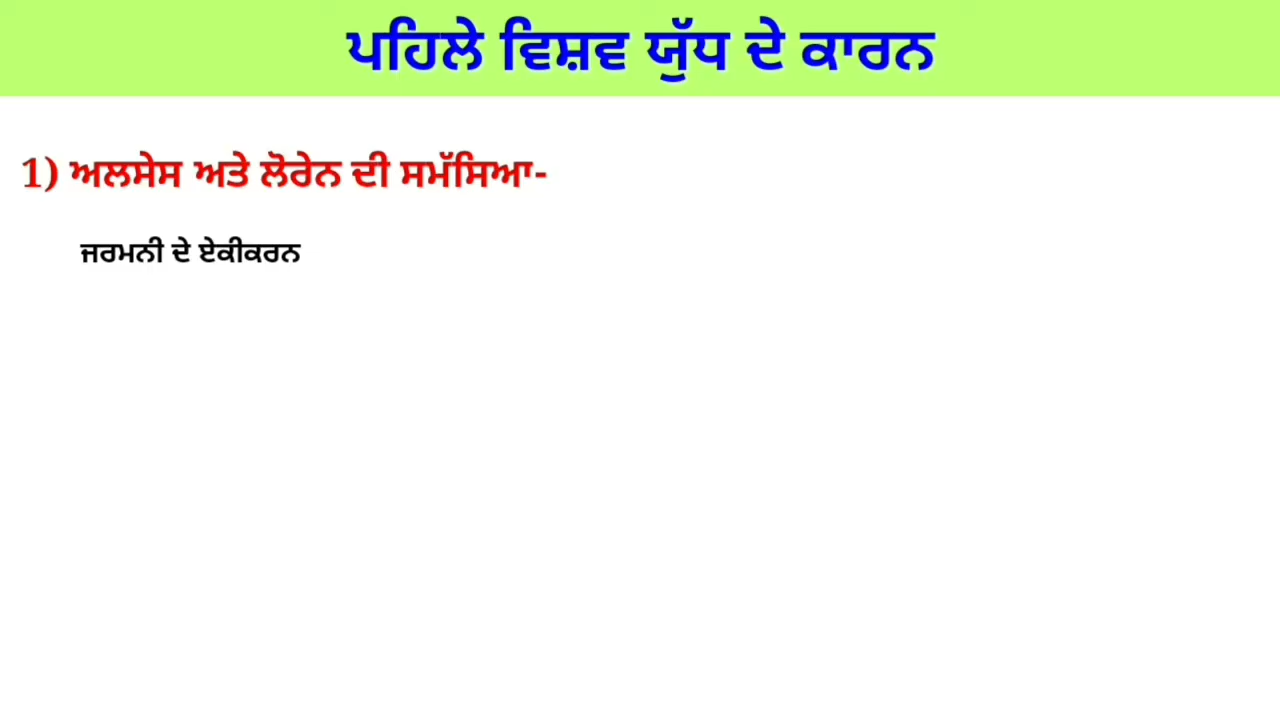 ਪਹਿਲੇ ਵਿਸ਼ਵ ਯੁੱਧ ਦੇ ਕਾਰਨ
1) ਅਲਸੇਸ ਅਤੇ ਲੋਰੇਨ ਦੀ ਸਮੱਸਿਆ-
ਜਰਮਨੀ ਦੇ ਏਕੀਕਰਨ